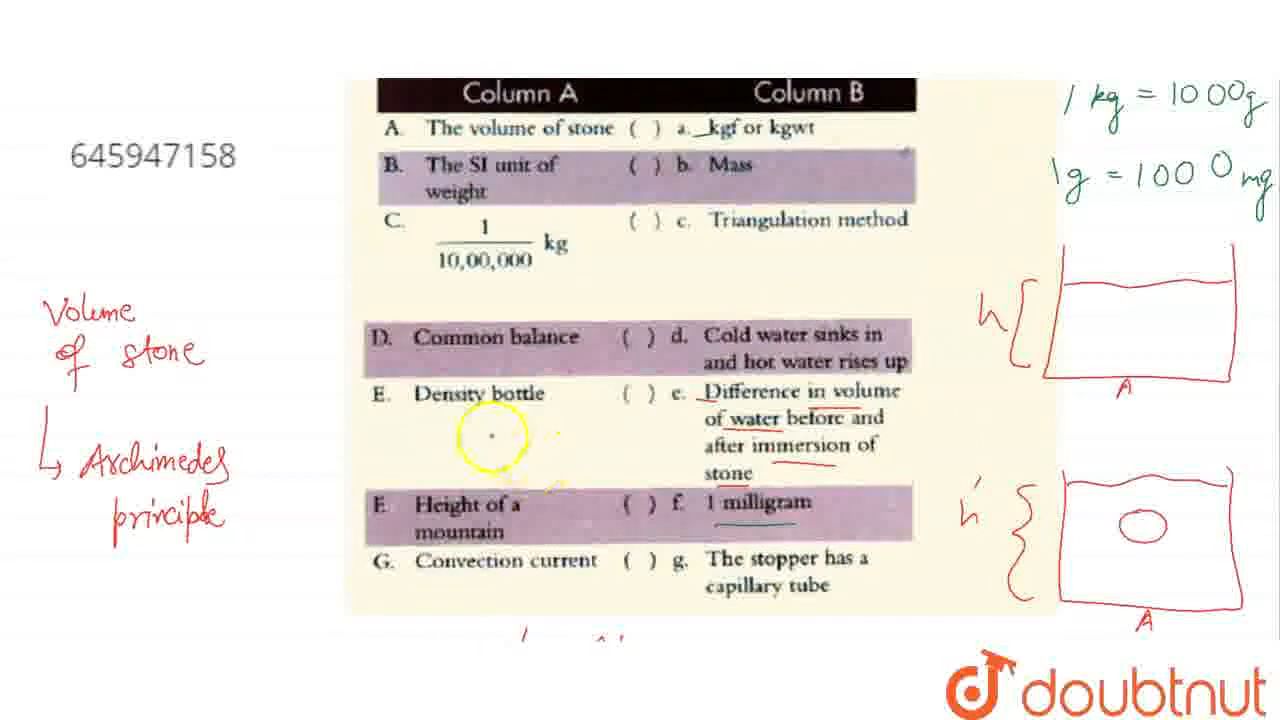 Column A Column B
A. The volume of stone ( ) a. kgf or kgwt
B. The SI unit of ( ) b. Mass
weight
C. 1 ( ) c. Triangulation method
10,00,000 kg
D. Common balance ( ) d. Cold water sinks in
and hot water rises up
E. Density bottle ( ) e. Difference in volume
of water before and
after immersion of
stone
F. Height of a ( ) f. 1 milligram
mountain
G. Convection current ( ) g. The stopper has a
capillary tube
645947158
Volume
of stone
Archimedes
principle
1 kg = 1000g
1g = 1000mg
h
A
h'
A
doubtnut